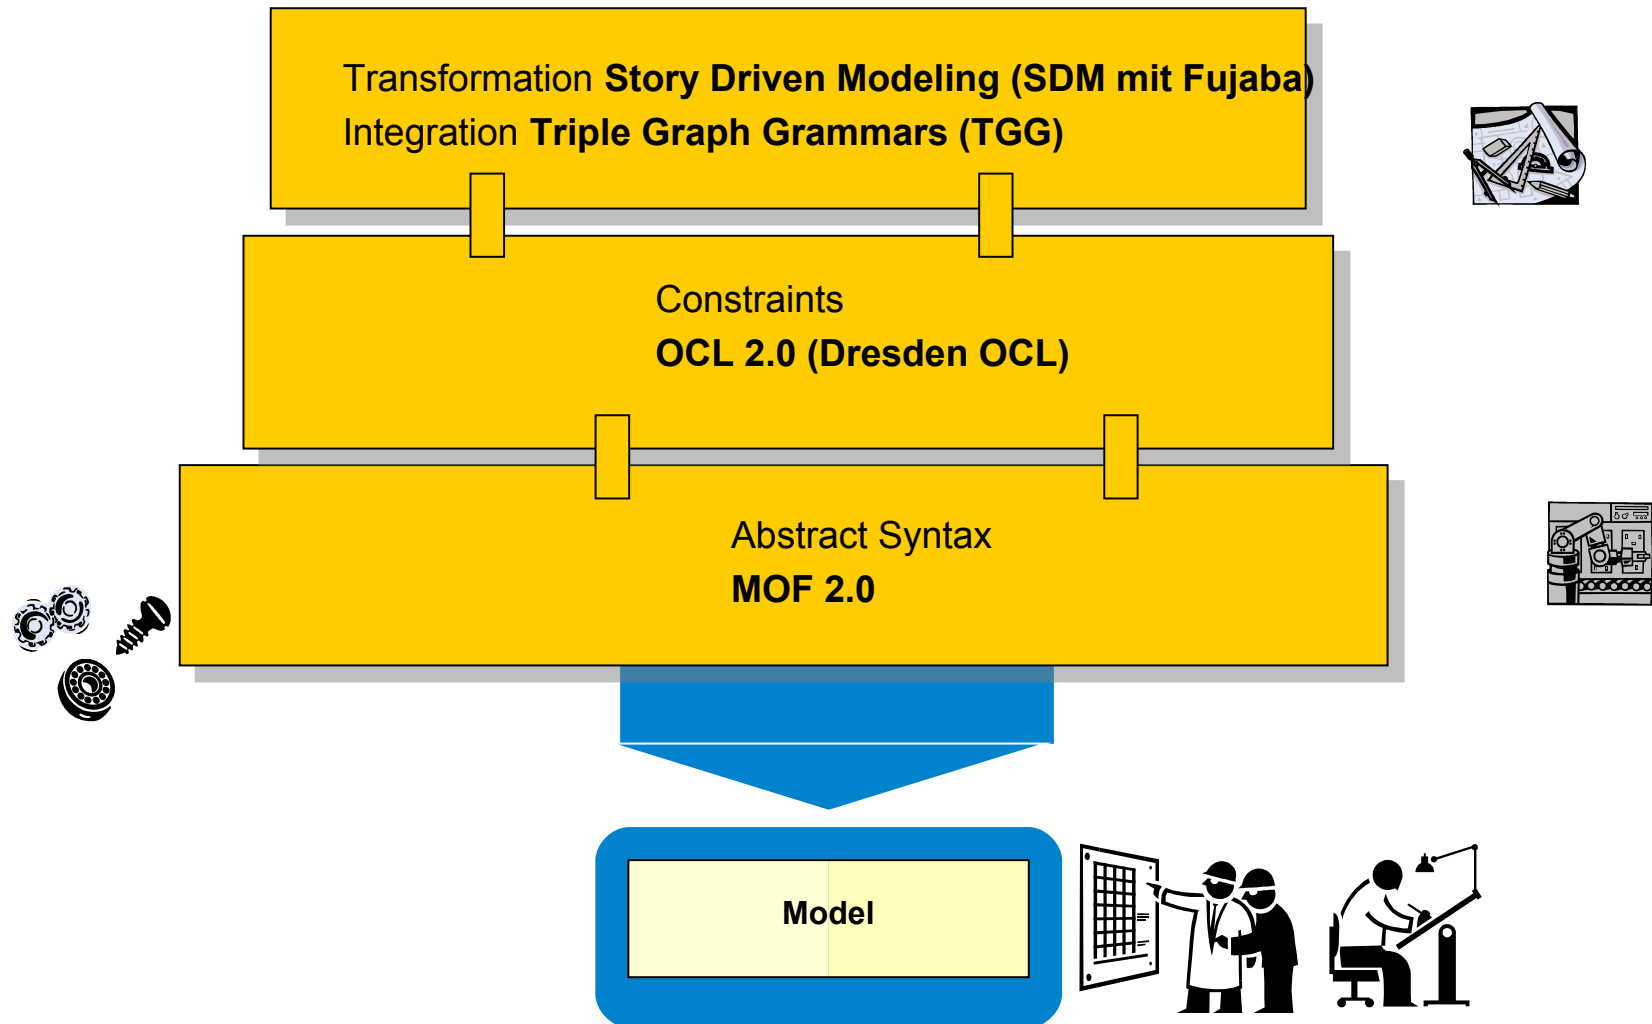 Transformation Story Driven Modeling (SDM mit Fujaba)
Integration Triple Graph Grammars (TGG)
Constraints
OCL 2.0 (Dresden OCL)
Abstract Syntax
MOF 2.0
Model